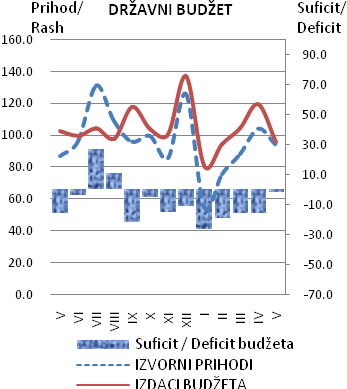 Prihod/ DRŽAVNI BUDŽET Suficit/
Rash Deficit
160.0 90.0
140.0 70.0
120.0 50.0
100.0 30.0
80.0 10.0
60.0 -10.0
40.0 -30.0
20.0 -50.0
0.0 -70.0
V VI VII VIII IX X XI XII I II III IV V
Suficit / Deficit budžeta
IZVORNI PRIHODI
IZDACI BUDŽETA